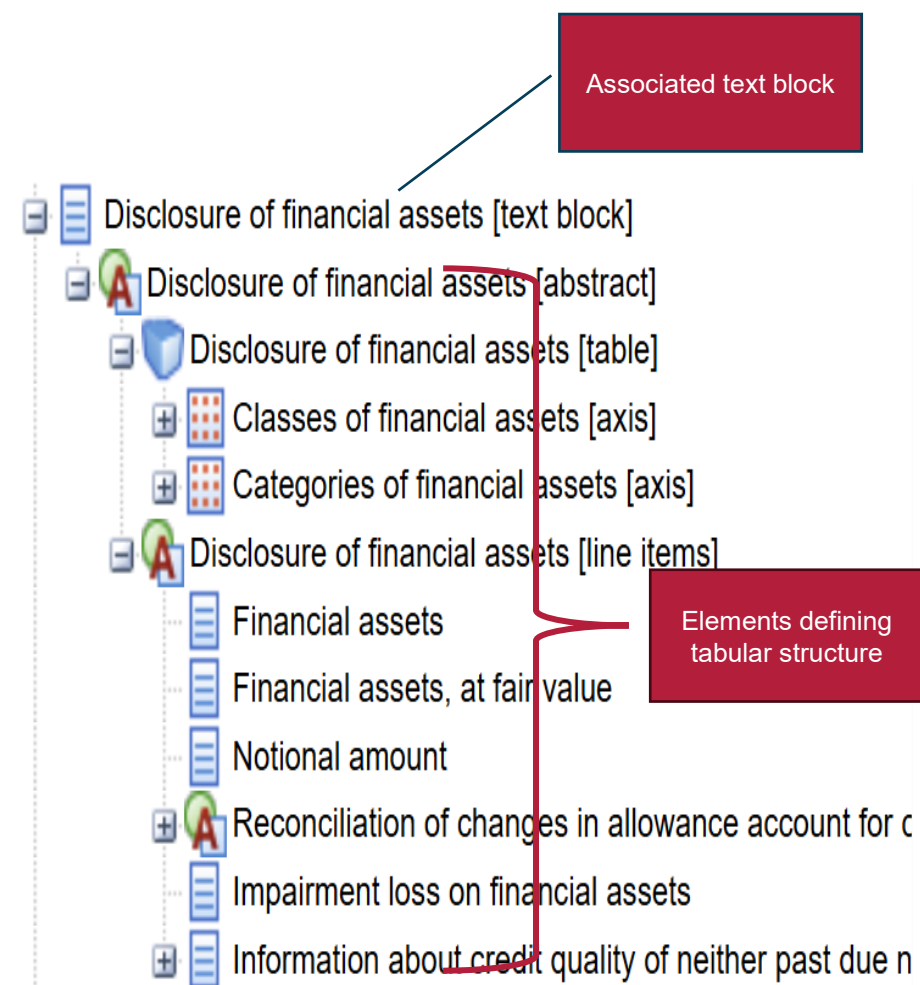 Associated text block
Disclosure of financial assets [text block]
Disclosure of financial assets [abstract]
Disclosure of financial assets [table]
Classes of financial assets [axis]
Categories of financial assets [axis]
Disclosure of financial assets [line items]
Financial assets
Elements defining
tabular structure
Financial assets, at fair value
Notional amount
Reconciliation of changes in allowance account for
Impairment loss on financial assets
Information about credit quality of neither past due